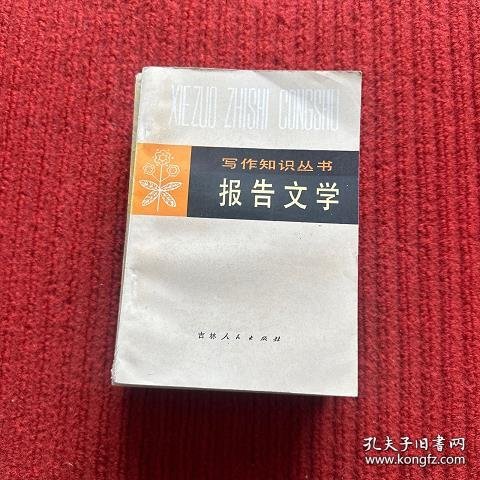 XIEZUO ZHISHI CONGSHU
写作知识丛书
报告文学
吉林人民出版社
孔夫子旧书网
www.kongfz.com